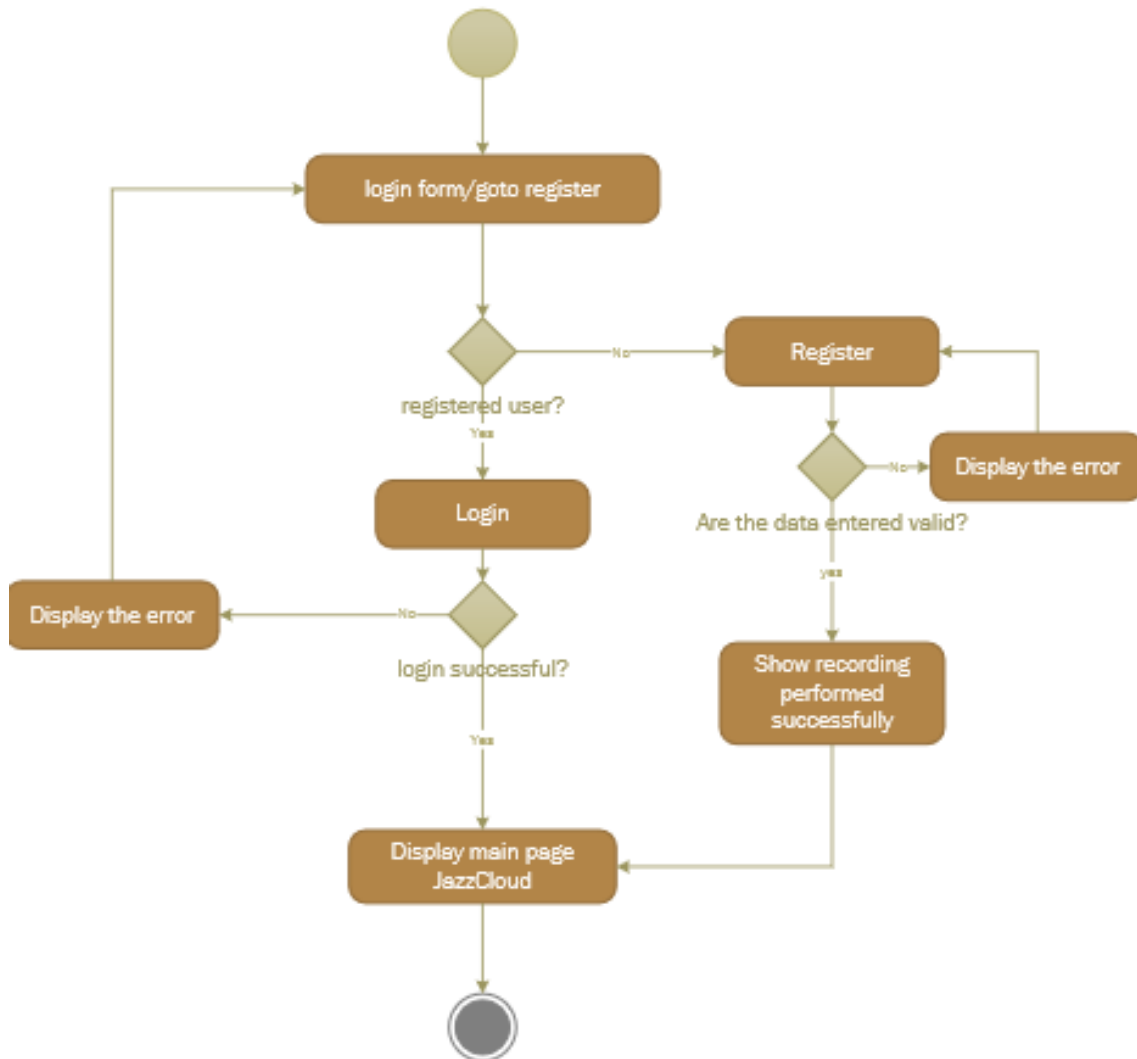 login form/goto register
No
Register
registered user?
Yes
No
Display the error
Login
Are the data entered valid?
yes
Display the error
No
login successful?
Show recording
performed
successfully
Yes
Display main page
JazzCloud